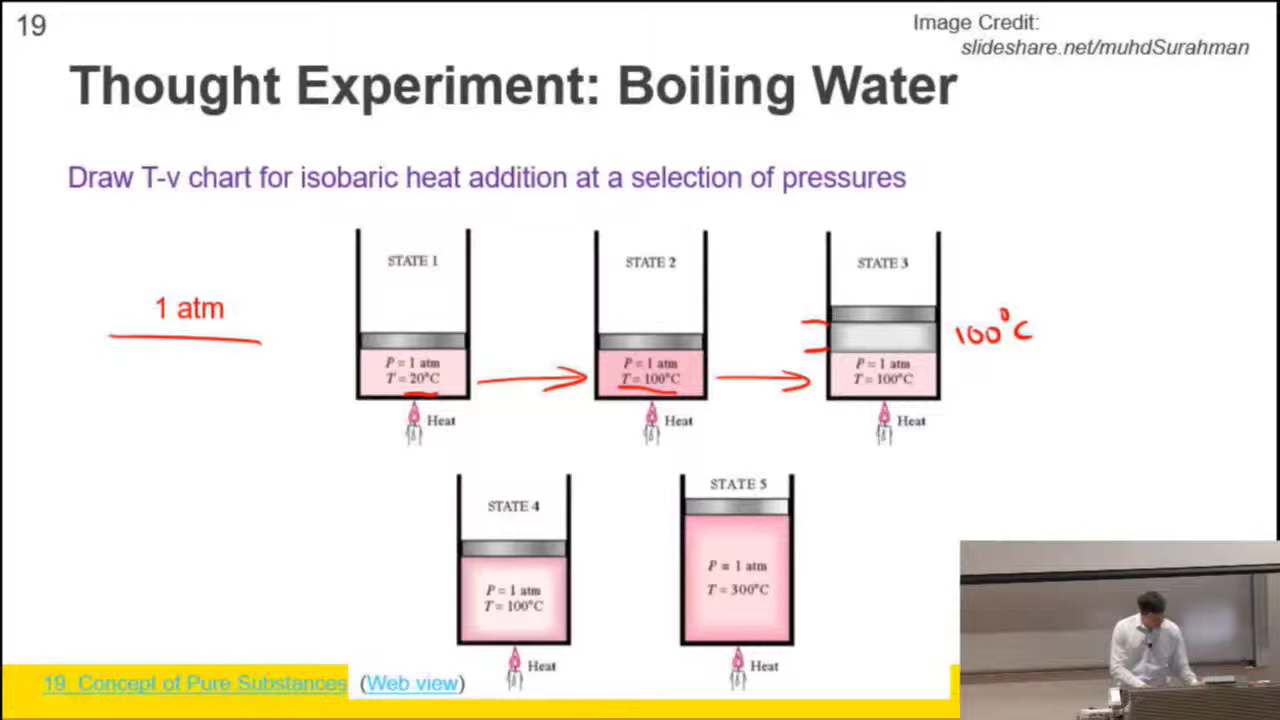 19
Image Credit:
slideshare.net/muhdSurahman
Thought Experiment: Boiling Water
Draw T-v chart for isobaric heat addition at a selection of pressures
1 atm
STATE 1
P = 1 atm
T = 20°C
Heat
STATE 2
P = 1 atm
T = 100°C
Heat
STATE 3
P = 1 atm
T = 100°C
Heat
100°C
STATE 4
P = 1 atm
T = 100°C
Heat
STATE 5
P = 1 atm
T = 300°C
Heat
19 Concept of Pure Substances (Web view)